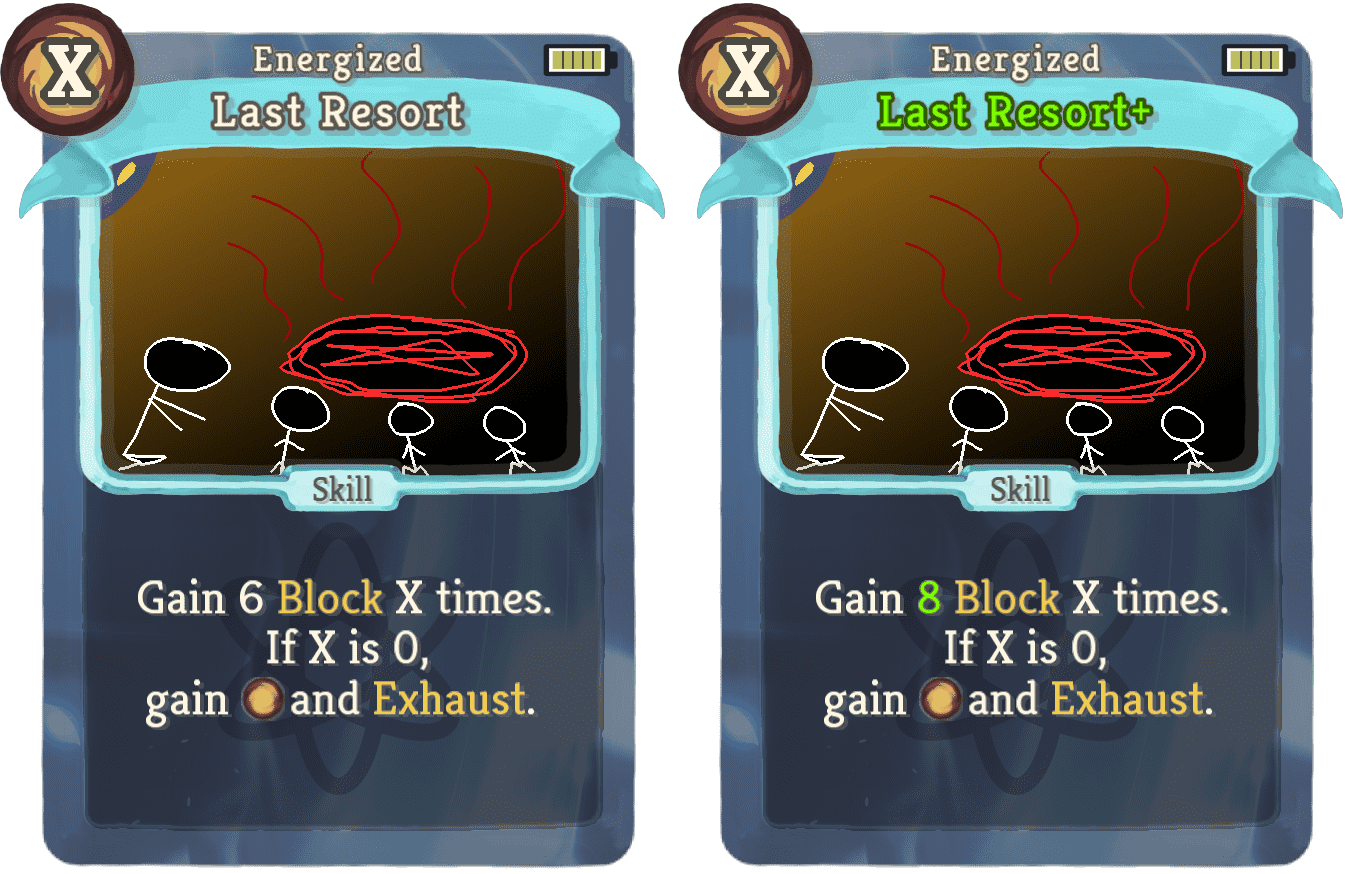 X
Energized
Last Resort
Skill
Gain 6 Block X times.
If X is 0,
gain and Exhaust.
X
Energized
Last Resort+
Skill
Gain 8 Block X times.
If X is 0,
gain and Exhaust.